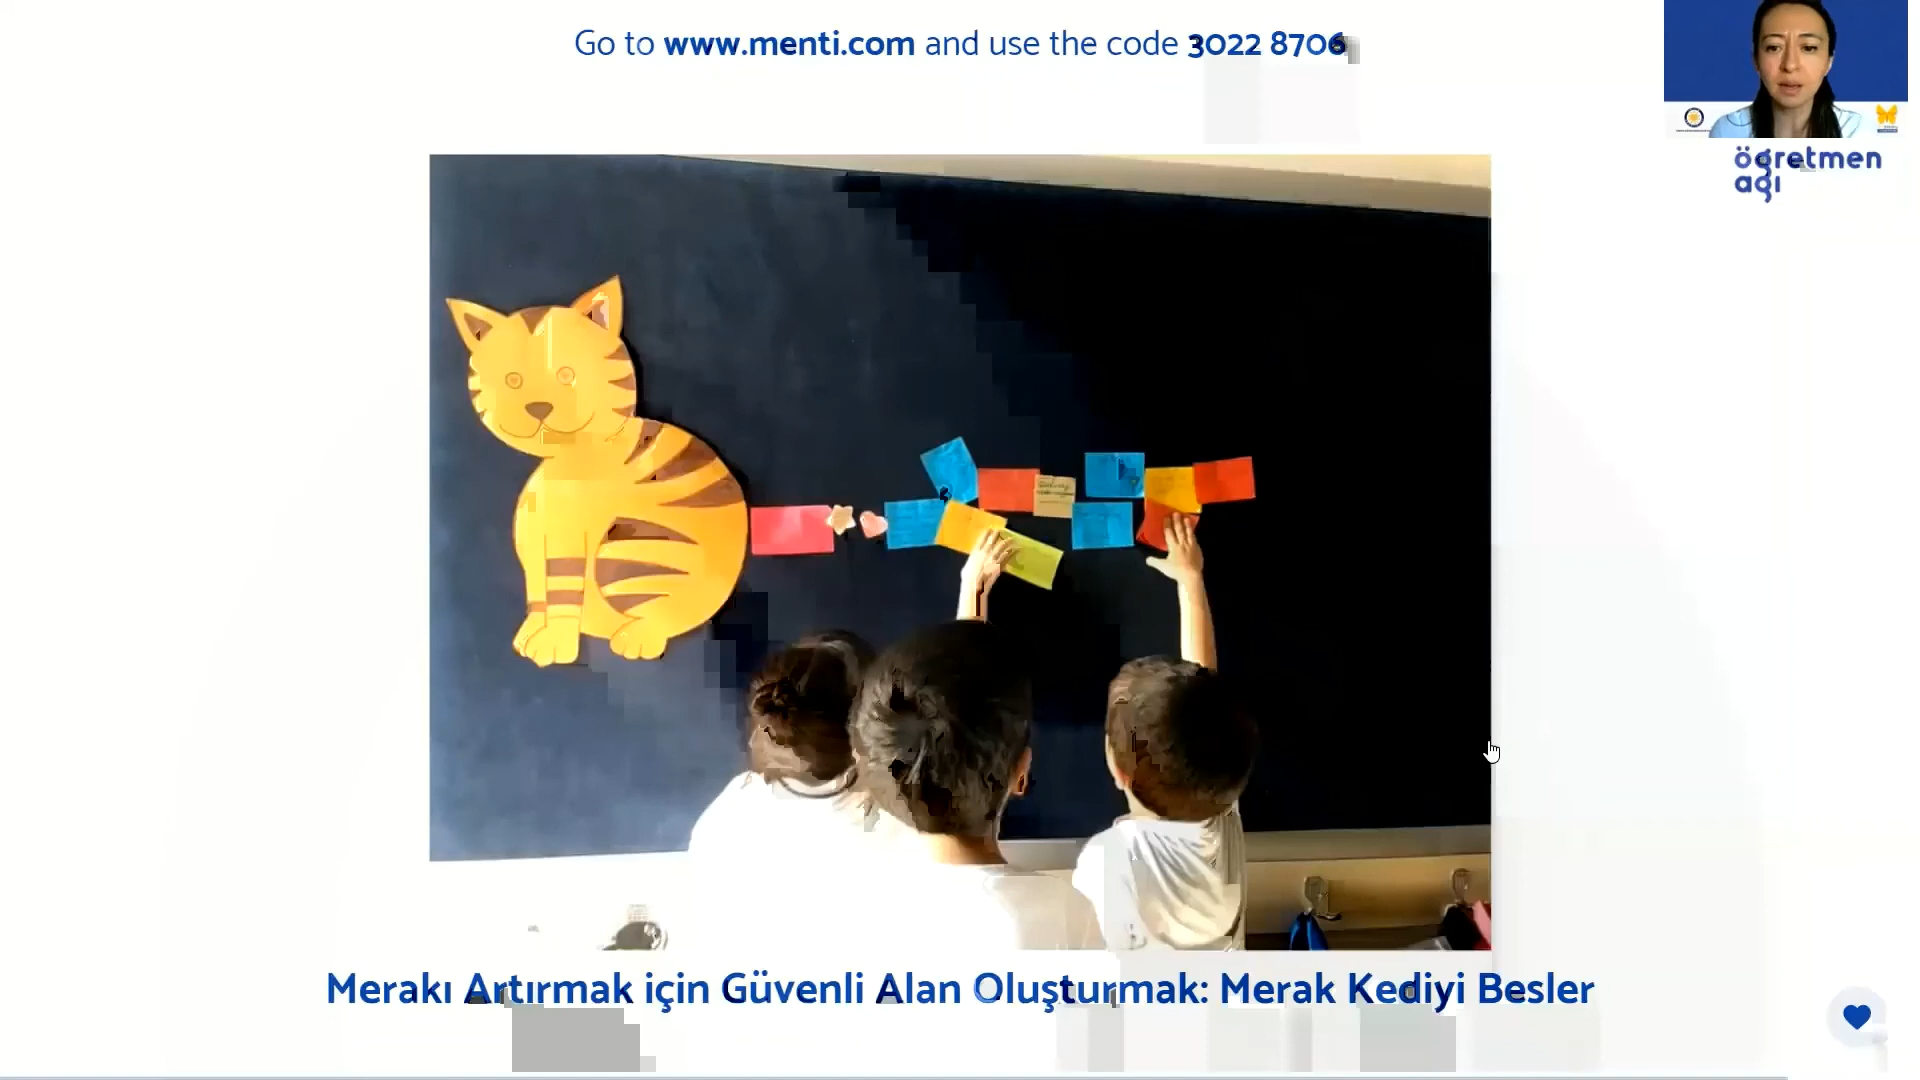 Go to www.menti.com and use the code 3022 8706
öğretmen
ağı
Merakı Artırmak için Güvenli Alan Oluşturmak: Merak Kediyi Besler